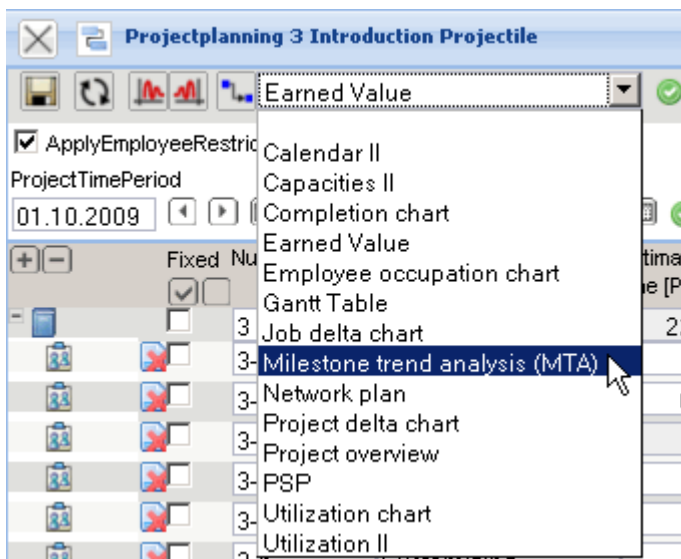 Projectplanning 3 Introduction Projectile
Earned Value
ApplyEmployeeRestric
ProjectTimePeriod
01.10.2009
Calendar II
Capacities II
Completion chart
Earned Value
Employee occupation chart
Gantt Table
Job delta chart
Milestone trend analysis (MTA)
Network plan
Project delta chart
Project overview
PSP
Utilization chart
Utilization II
Fixed Nu
tima
e [P
3
2
3-
3-
3-
3-
3-